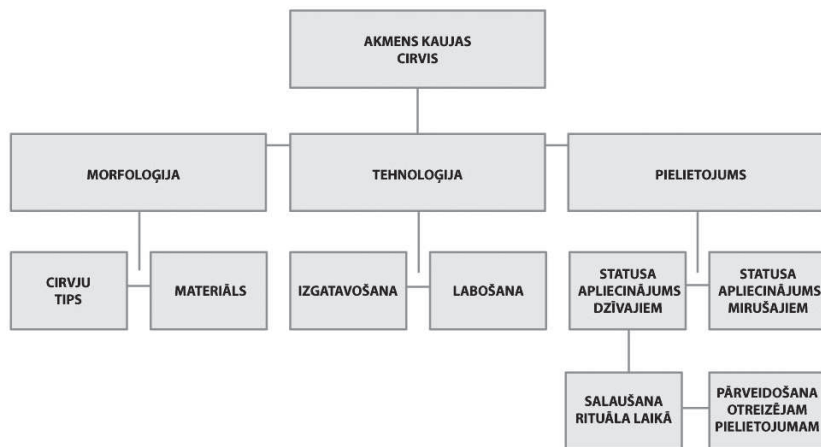 AKMENS KAUJAS
CIRVIS
MORFOLOĢIJA
TEHNOLOĢIJA
PIELIETOJUMS
CIRVJU
TIPS
MATERIĀLS
IZGATAVOŠANA
LABOŠANA
STATUSA
APLIECINĀJUMS
DZĪVAJIEM
STATUSA
APLIECINĀJUMS
MIRUŠAJIEM
SALAUŠANA
RITUĀLA LAIKĀ
PĀRVEIDOŠANA
OTREIZĒJAM
PIELIETOJUMAM